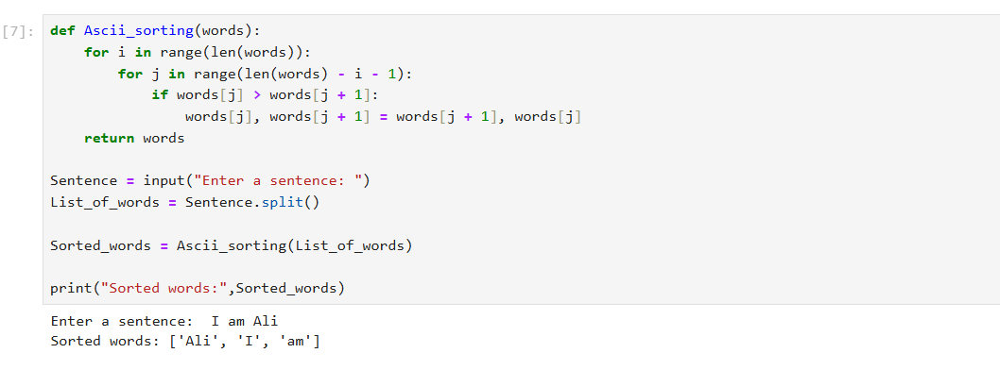 [7]: def Ascii_sorting(words):
    for i in range(len(words)):
        for j in range(len(words) - i - 1):
            if words[j] > words[j + 1]:
                words[j], words[j + 1] = words[j + 1], words[j]
    return words
Sentence = input("Enter a sentence: ")
List_of_words = Sentence.split()
Sorted_words = Ascii_sorting(List_of_words)
print("Sorted words:",Sorted_words)
Enter a sentence:  I am Ali
Sorted words: ['Ali', 'I', 'am']